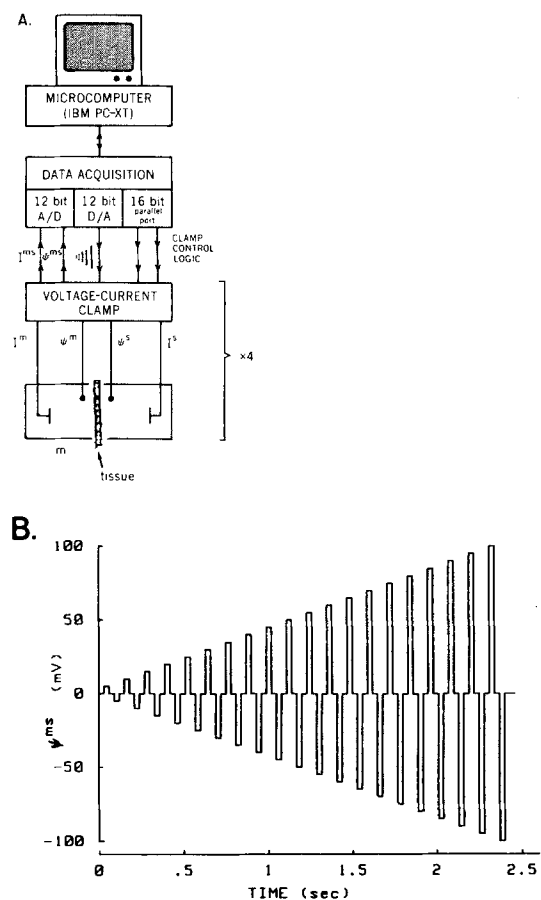 A.
MICROCOMPUTER
(IBM PC-XT)
DATA ACQUISITION
12 bit
A/D
12 bit
D/A
16 bit
parallel
port
I^ms ψ^ms
CLAMP
CONTROL
LOGIC
VOLTAGE-CURRENT
CLAMP
I^m ψ^m ψ^s I^s
×4
m
tissue
B.
100
50
0
-50
-100
ψ^ms (mV)
0 .5 1 1.5 2 2.5
TIME (sec)